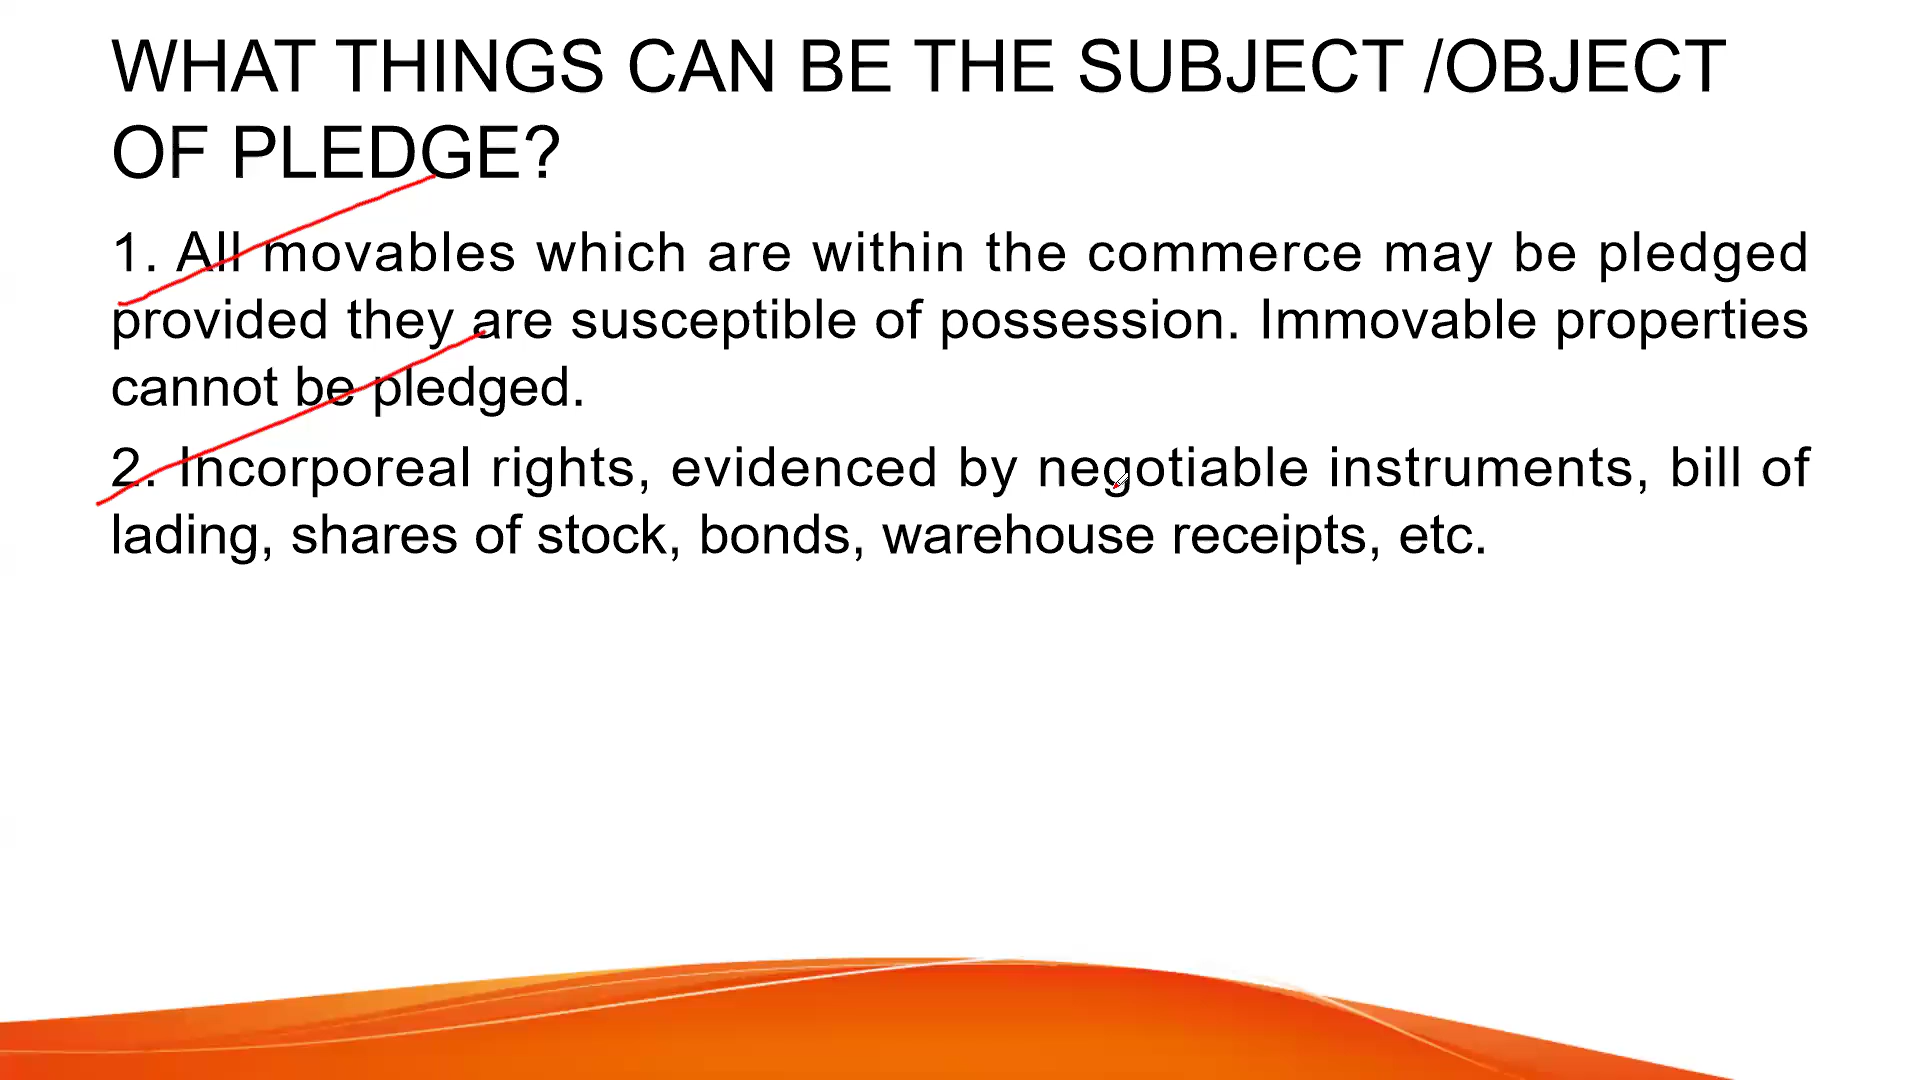 WHAT THINGS CAN BE THE SUBJECT /OBJECT
OF PLEDGE?
1. All movables which are within the commerce may be pledged
provided they are susceptible of possession. Immovable properties
cannot be pledged.
2. Incorporeal rights, evidenced by negotiable instruments, bill of
lading, shares of stock, bonds, warehouse receipts, etc.